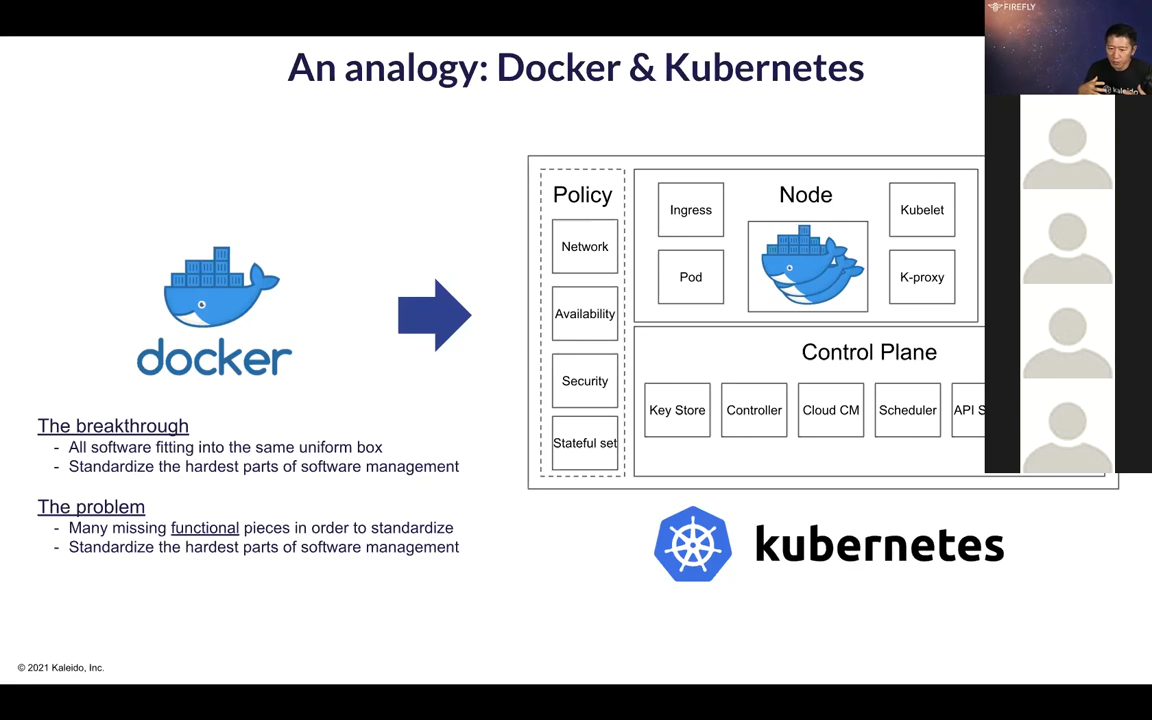 FIREFLY
An analogy: Docker & Kubernetes
kaleido
docker
The breakthrough
- All software fitting into the same uniform box
- Standardize the hardest parts of software management
The problem
- Many missing functional pieces in order to standardize
- Standardize the hardest parts of software management
Policy
Network
Availability
Security
Stateful set
Node
Ingress
Kubelet
Pod
K-proxy
Control Plane
Key Store
Controller
Cloud CM
Scheduler
API S
kubernetes
© 2021 Kaleido, Inc.